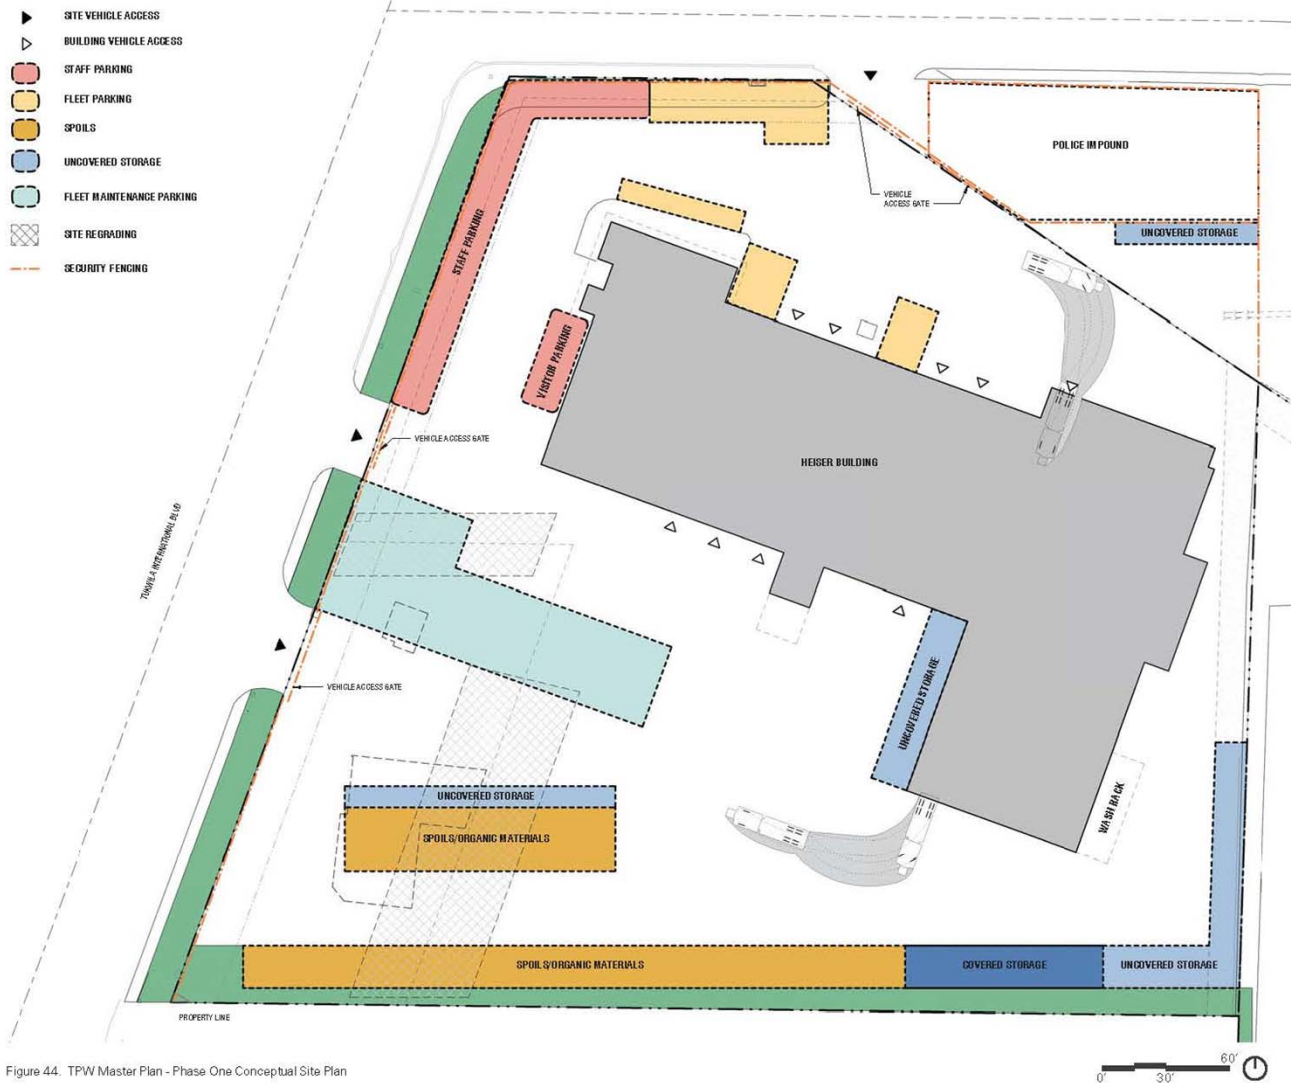 SITE VEHICLE ACCESS
BUILDING VEHICLE ACCESS
STAFF PARKING
FLEET PARKING
SPOILS
UNCOVERED STORAGE
FLEET MAINTENANCE PARKING
SITE REGRADING
SECURITY FENCING
POLICE IMPOUND
VEHICLE
ACCESS GATE
UNCOVERED STORAGE
STAFF PARKING
VISITOR PARKING
VEHICLE ACCESS GATE
HEISER BUILDING
TUKWILA INTERNATIONAL BLVD
VEHICLE ACCESS GATE
UNCOVERED STORAGE
UNCOVERED STORAGE
SPOILS/ORGANIC MATERIALS
WASH RACK
SPOILS/ORGANIC MATERIALS
COVERED STORAGE
UNCOVERED STORAGE
PROPERTY LINE
Figure 44. TPW Master Plan - Phase One Conceptual Site Plan
0' 30' 60'